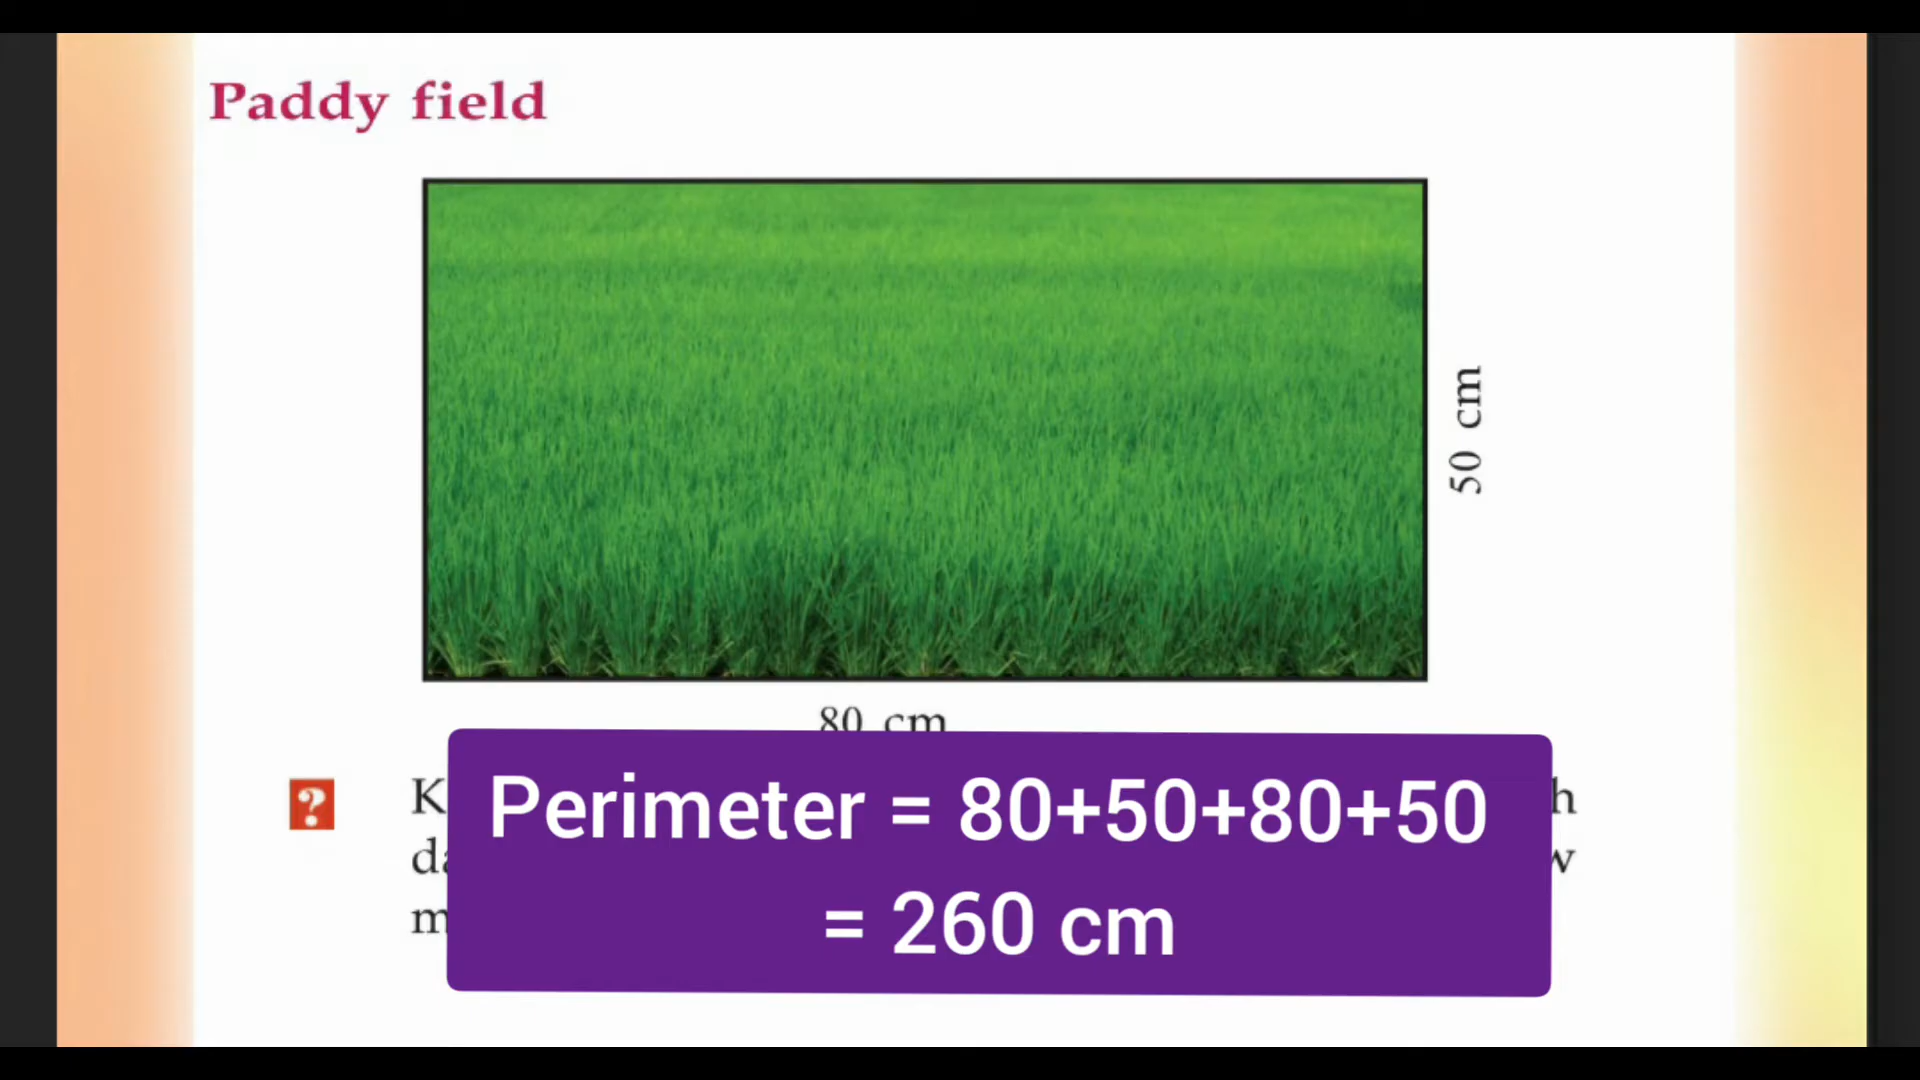 Paddy field
50 cm
80 cm
?
Perimeter = 80+50+80+50
= 260 cm